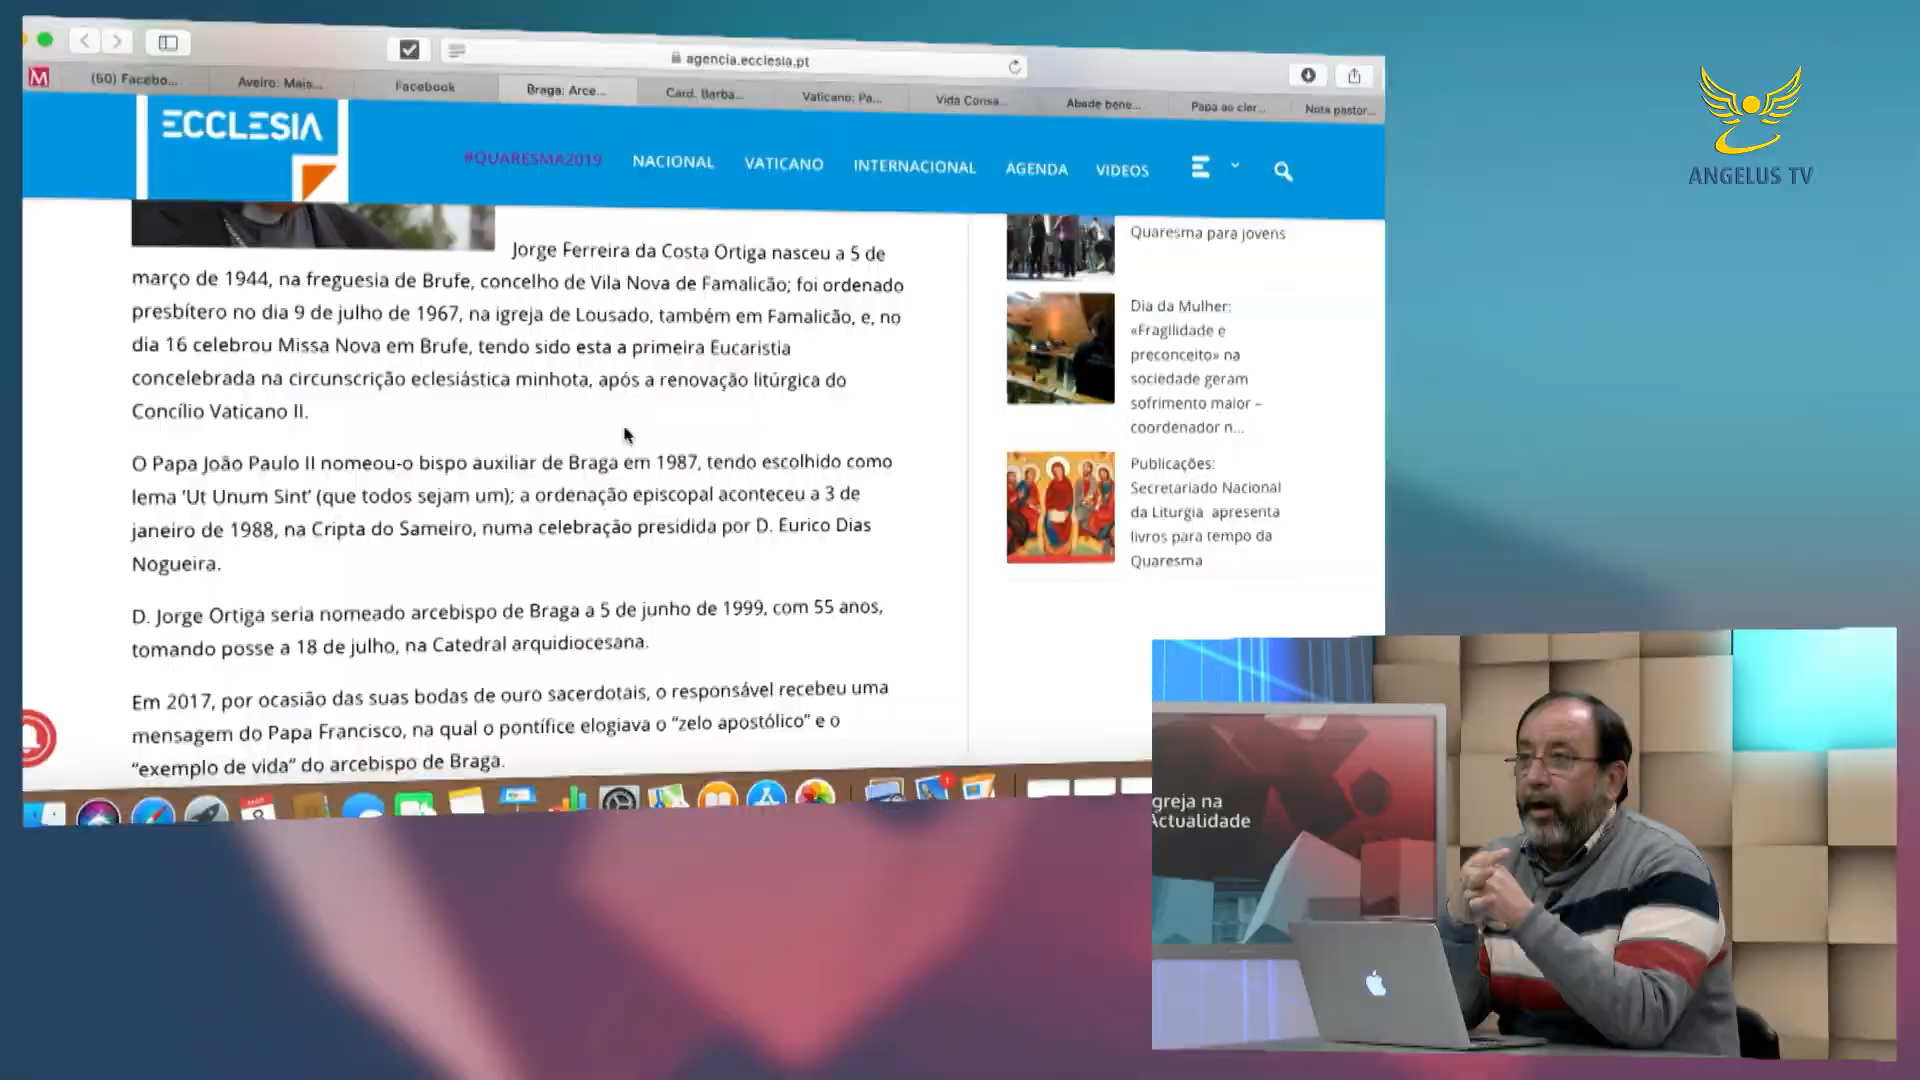 agencia.ecclesia.pt
M
(60) Facebo...
Aveiro: Mais...
Facebook
Braga: Arce...
Card. Barba...
Vaticano: Pa...
Vida Consa...
Abade bene...
Papa ao cler...
Nota pastor...
ECCLESIA
#QUARESMA2019
NACIONAL
VATICANO
INTERNACIONAL
AGENDA
VIDEOS
ANGELUS TV
Jorge Ferreira da Costa Ortiga nasceu a 5 de
março de 1944, na freguesia de Brufe, concelho de Vila Nova de Famalicão; foi ordenado
presbítero no dia 9 de julho de 1967, na igreja de Lousado, também em Famalicão, e, no
dia 16 celebrou Missa Nova em Brufe, tendo sido esta a primeira Eucaristia
concelebrada na circunscrição eclesiástica minhota, após a renovação litúrgica do
Concílio Vaticano II.
O Papa João Paulo II nomeou-o bispo auxiliar de Braga em 1987, tendo escolhido como
lema ‘Ut Unum Sint’ (que todos sejam um); a ordenação episcopal aconteceu a 3 de
janeiro de 1988, na Cripta do Sameiro, numa celebração presidida por D. Eurico Dias
Nogueira.
D. Jorge Ortiga seria nomeado arcebispo de Braga a 5 de junho de 1999, com 55 anos,
tomando posse a 18 de julho, na Catedral arquidiocesana.
Em 2017, por ocasião das suas bodas de ouro sacerdotais, o responsável recebeu uma
mensagem do Papa Francisco, na qual o pontífice elogiava o “zelo apostólico” e o
“exemplo de vida” do arcebispo de Braga.
Quaresma para jovens
Dia da Mulher:
«Fragilidade e
preconceito» na
sociedade geram
sofrimento maior –
coordenador n...
Publicações:
Secretariado Nacional
da Liturgia apresenta
livros para tempo da
Quaresma
greja na
Actualidade